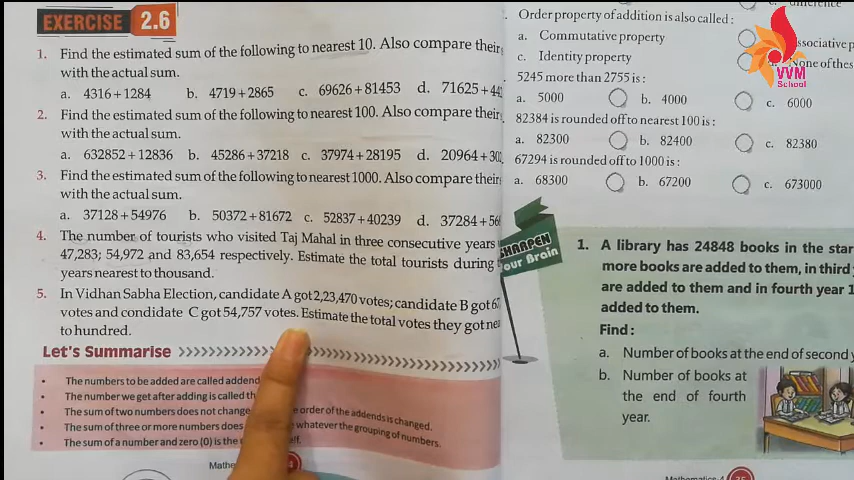 EXERCISE 2.6
1. Find the estimated sum of the following to nearest 10. Also compare their
with the actual sum.
a. 4316+1284 b. 4719+2865 c. 69626+81453 d. 71625+
2. Find the estimated sum of the following to nearest 100. Also compare their
with the actual sum.
a. 632852+12836 b. 45286+37218 c. 37974+28195 d. 20964+
3. Find the estimated sum of the following to nearest 1000. Also compare their
with the actual sum.
a. 37128+54976 b. 50372+81672 c. 52837+40239 d. 37284+
4. The number of tourists who visited Taj Mahal in three consecutive years
47,283; 54,972 and 83,654 respectively. Estimate the total tourists during
years nearest to thousand.
5. In Vidhan Sabha Election, candidate A got 2,23,470 votes; candidate B got
votes and condidate C got 54,757 votes. Estimate the total votes they got
to hundred.
Let's Summarise
• The numbers to be added are called
• The number we get after adding is called
• The sum of two numbers does not change order of the addends is changed.
• The sum of three or more numbers does whatever the grouping of numbers.
• The sum of a number and zero (0) is the
Order property of addition is also called :
a. Commutative property
c. Identity property
5245 more than 2755 is :
a. 5000 b. 4000 c. 6000
82384 is rounded off to nearest 100 is :
a. 82300 b. 82400 c. 82380
67294 is rounded off to 1000 is :
a. 68300 b. 67200 c. 673000
VVM
School
SHARPEN
Your Brain
1. A library has 24848 books in the
more books are added to them, in third
are added to them and in fourth year
added to them.
Find :
a. Number of books at the end of second
b. Number of books at
the end of fourth
year.